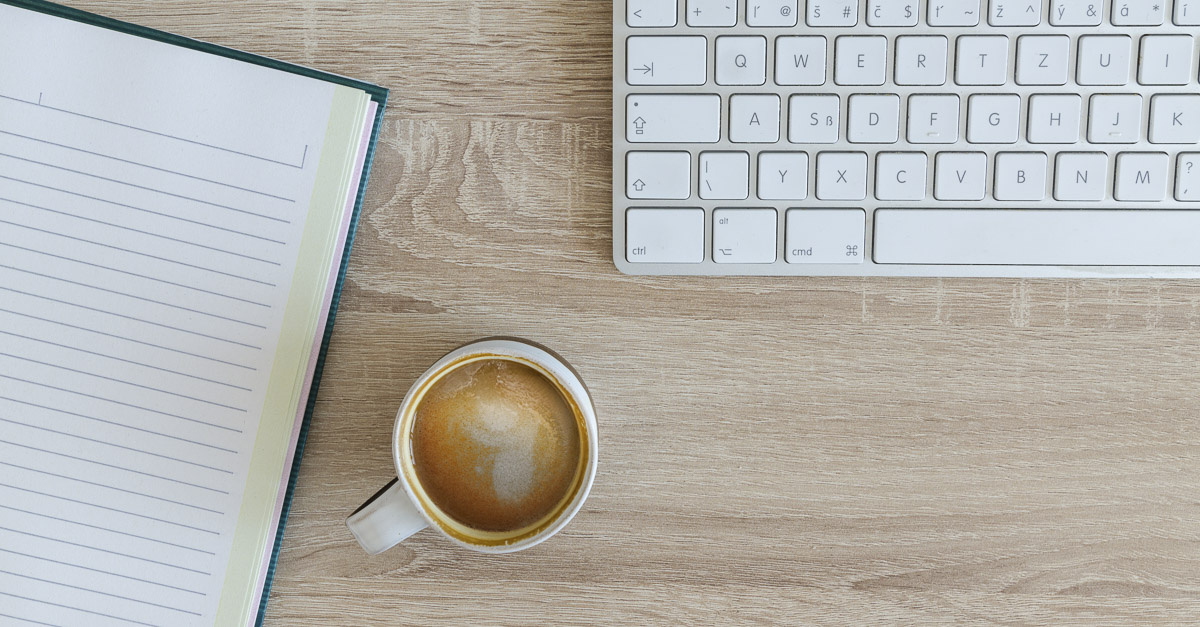 < + ˇ ľ @ š # č $ ť ~ ž ^ ý & á * í
Q W E R T Z U I
A S ß D F G H J K
| \ Y X C V B N M ? ,
alt
ctrl cmd ⌘